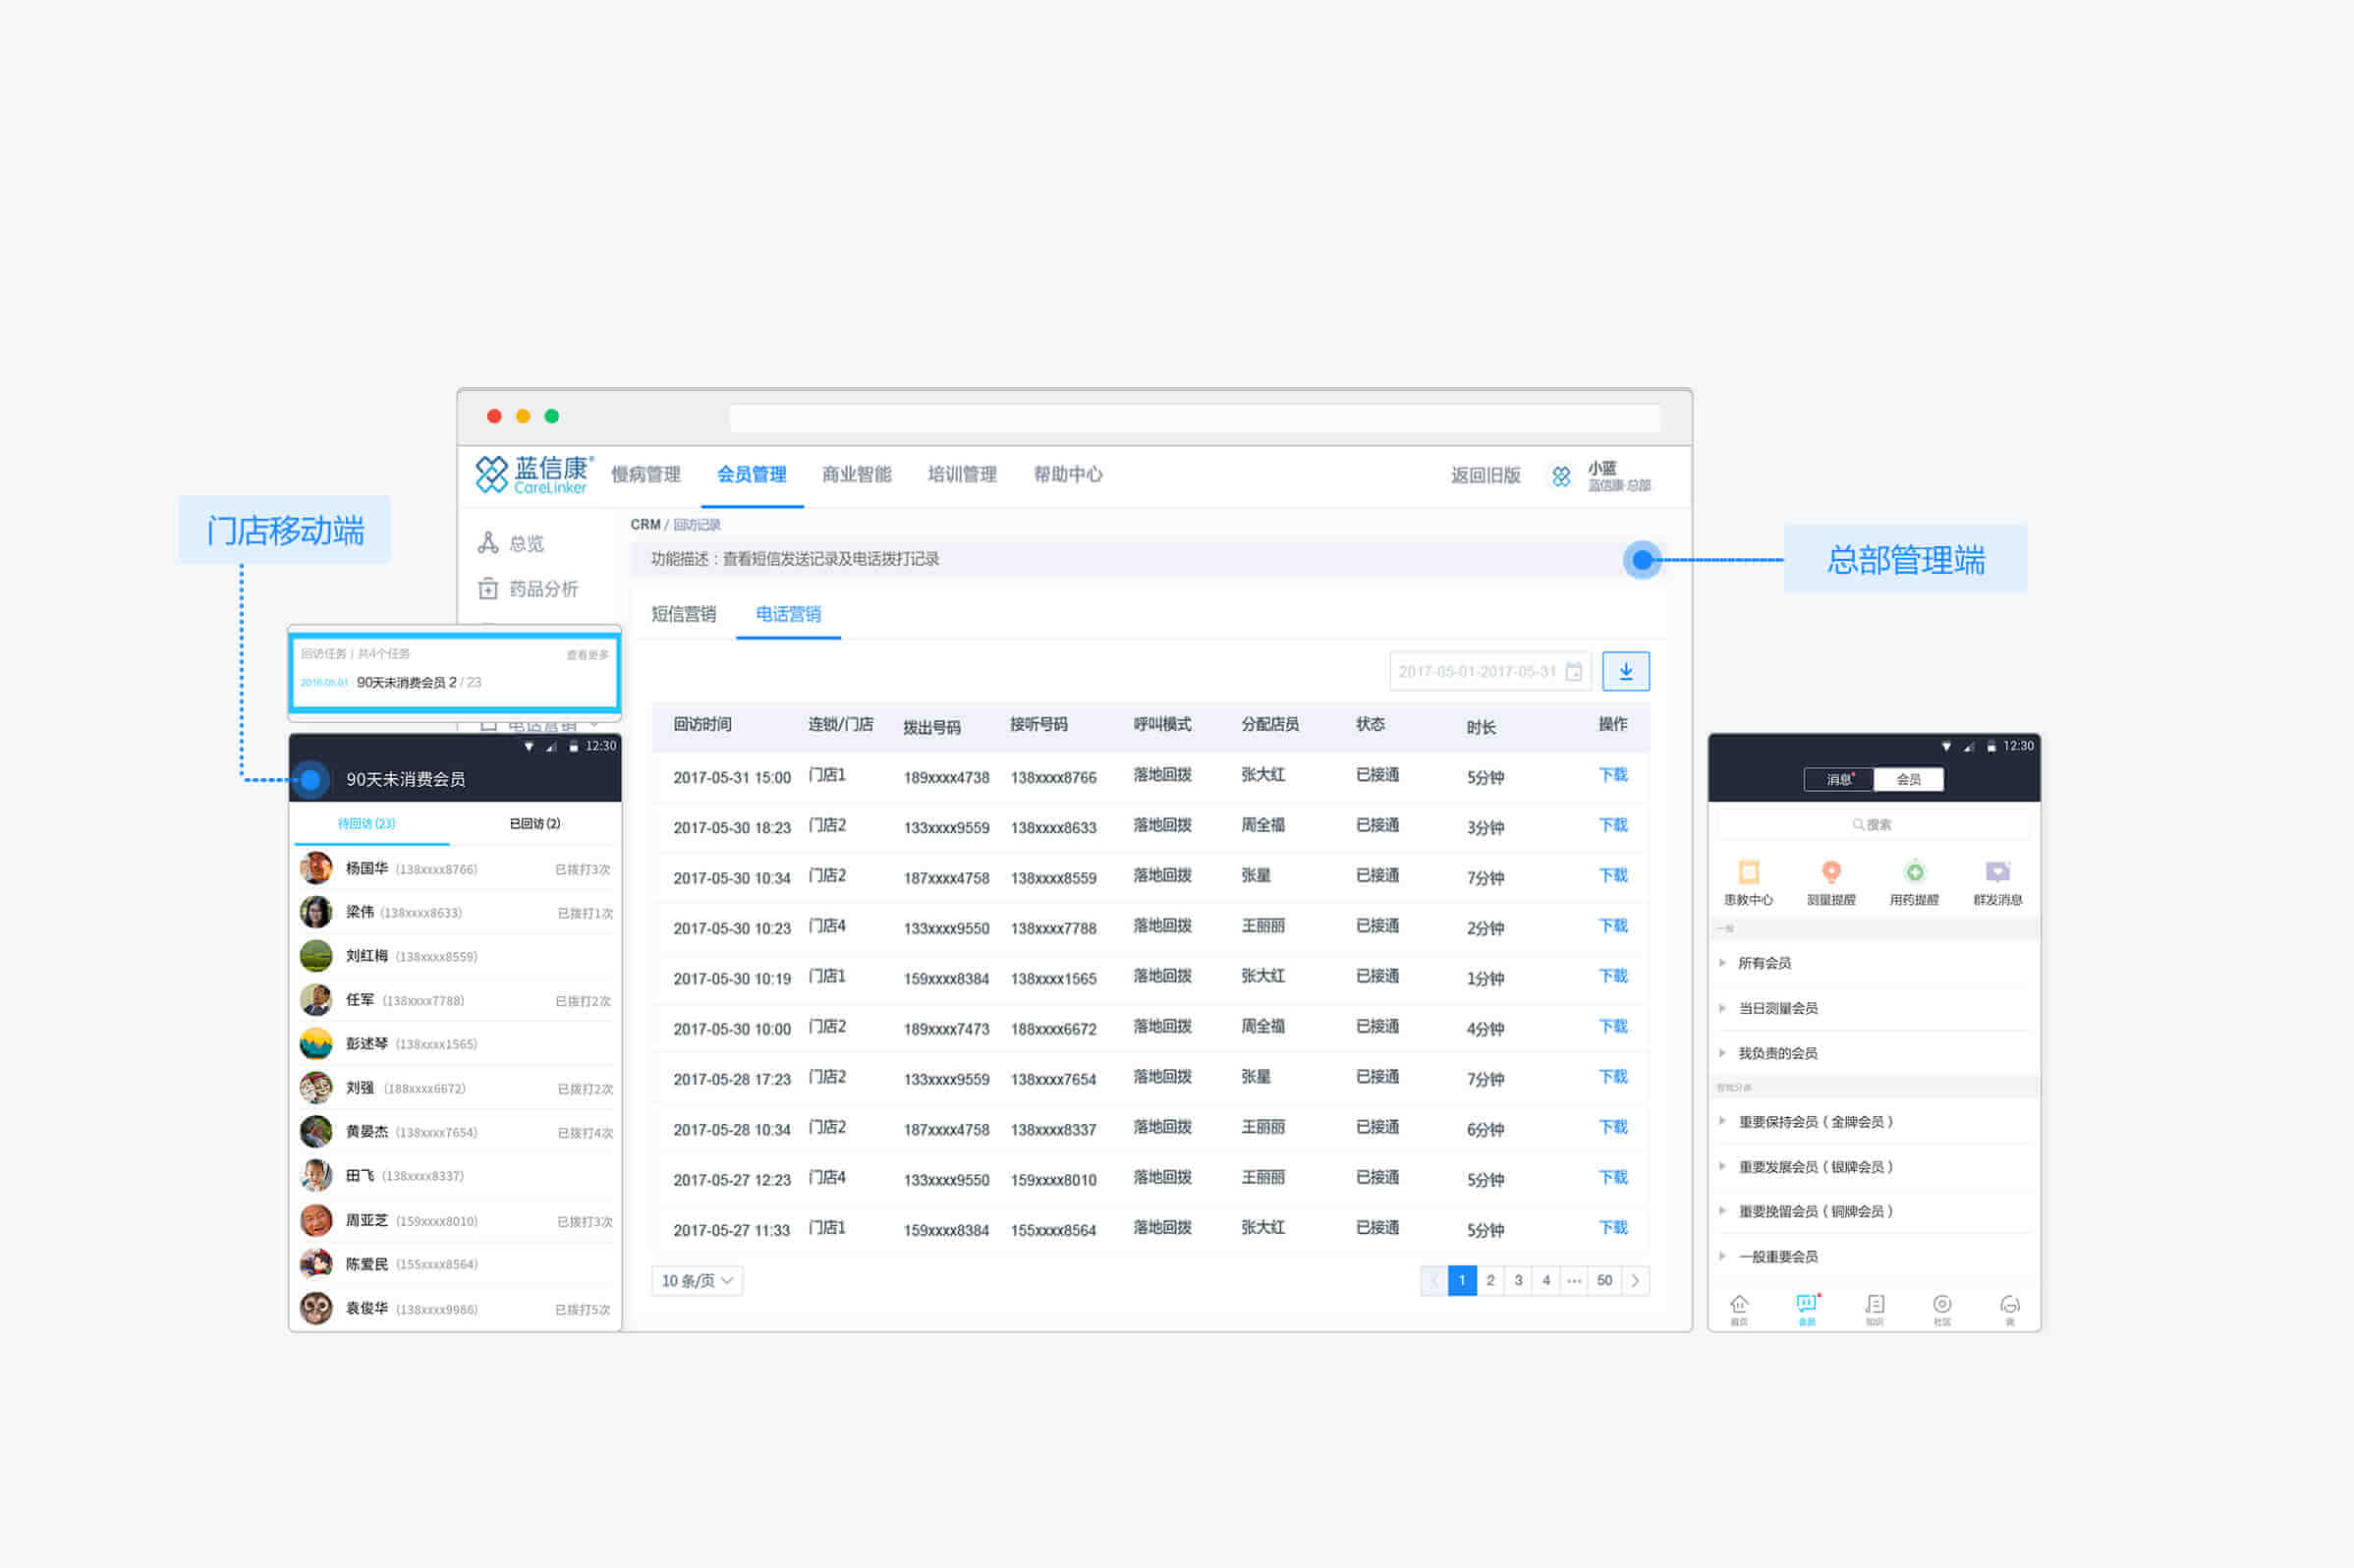 蓝信康®
CareLinker
慢病管理 会员管理 商业智能 培训管理 帮助中心
返回旧版
小蓝
蓝信康·总部
门店移动端
总部管理端
总览
药品分析
电话营销
CRM / 回访记录
功能描述：查看短信发送记录及电话拨打记录
短信营销 电话营销
2017-05-01-2017-05-31
回访时间 连锁/门店 拨出号码 接听号码 呼叫模式 分配店员 状态 时长 操作
2017-05-31 15:00 门店1 189xxxx4738 138xxxx8766 落地回拨 张大红 已接通 5分钟 下载
2017-05-30 18:23 门店2 133xxxx9559 138xxxx8633 落地回拨 周全福 已接通 3分钟 下载
2017-05-30 10:34 门店2 187xxxx4758 138xxxx8559 落地回拨 张星 已接通 7分钟 下载
2017-05-30 10:23 门店4 133xxxx9550 138xxxx7788 落地回拨 王丽丽 已接通 2分钟 下载
2017-05-30 10:19 门店1 159xxxx8384 138xxxx1565 落地回拨 张大红 已接通 1分钟 下载
2017-05-30 10:00 门店2 189xxxx7473 188xxxx6672 落地回拨 周全福 已接通 4分钟 下载
2017-05-28 17:23 门店2 133xxxx9559 138xxxx7654 落地回拨 张星 已接通 7分钟 下载
2017-05-28 10:34 门店2 187xxxx4758 138xxxx8337 落地回拨 王丽丽 已接通 6分钟 下载
2017-05-27 12:23 门店4 133xxxx9550 159xxxx8010 落地回拨 王丽丽 已接通 5分钟 下载
2017-05-27 11:33 门店1 159xxxx8384 155xxxx8564 落地回拨 张大红 已接通 5分钟 下载
10 条/页
1 2 3 4 ••• 50
回访任务 | 共4个任务 查看更多
2016.05.01 90天未消费会员 2 / 23
12:30
90天未消费会员
待回访(23) 已回访(2)
杨国华 (138xxxx8766) 已拨打3次
梁伟 (138xxxx8633) 已拨打1次
刘红梅 (138xxxx8559)
任军 (138xxxx7788) 已拨打2次
彭述琴 (138xxxx1565)
刘强 (188xxxx6672) 已拨打2次
黄晏杰 (138xxxx7654) 已拨打4次
田飞 (138xxxx8337)
周亚芝 (159xxxx8010) 已拨打3次
陈爱民 (155xxxx8564)
袁俊华 (138xxxx9986) 已拨打5次
12:30
消息 会员
搜索
患教中心 测量提醒 用药提醒 群发消息
一般
所有会员
当日测量会员
我负责的会员
智能分类
重要保持会员 ( 金牌会员 )
重要发展会员 ( 银牌会员 )
重要挽留会员 ( 铜牌会员 )
一般重要会员
首页 会员 知识 社区 我